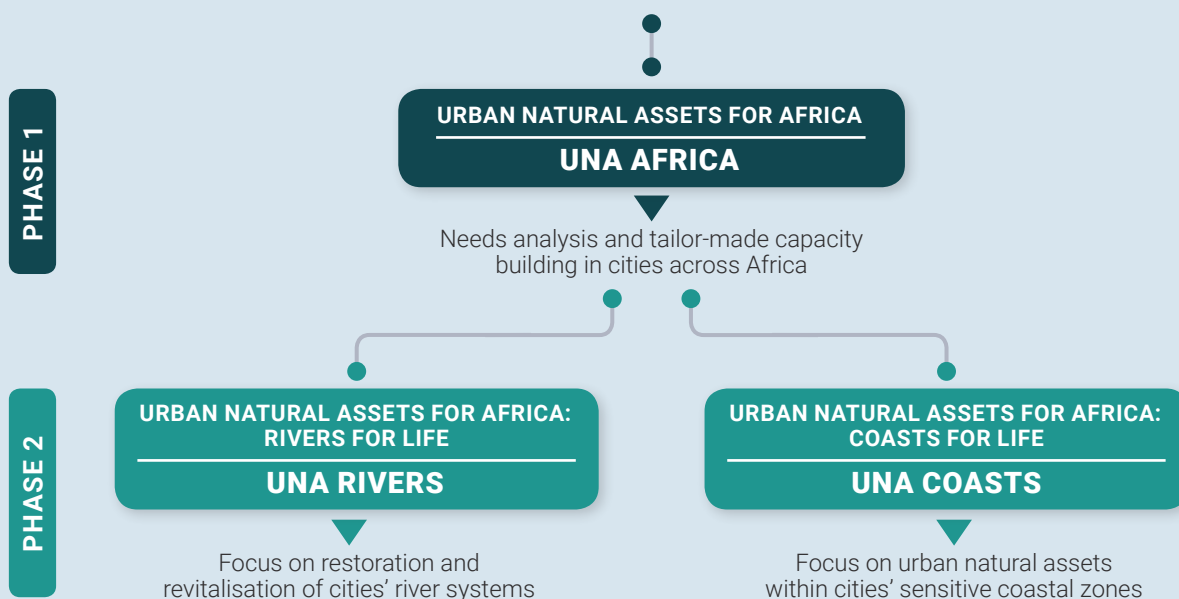 PHASE 1
URBAN NATURAL ASSETS FOR AFRICA
UNA AFRICA
Needs analysis and tailor-made capacity
building in cities across Africa
PHASE 2
URBAN NATURAL ASSETS FOR AFRICA:
RIVERS FOR LIFE
UNA RIVERS
Focus on restoration and
revitalisation of cities’ river systems
URBAN NATURAL ASSETS FOR AFRICA:
COASTS FOR LIFE
UNA COASTS
Focus on urban natural assets
within cities’ sensitive coastal zones